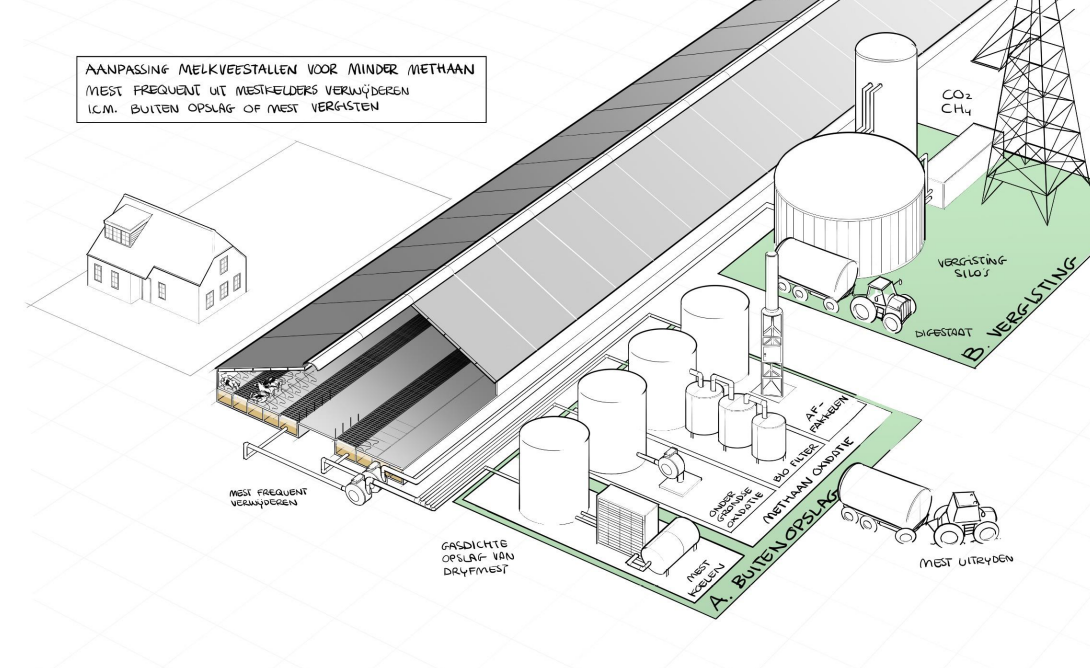 AANPASSING MELKVEESTALLEN VOOR MINDER METHAAN
MEST FREQUENT UIT MESTKELDERS VERWIJDEREN
I.C.M. BUITEN OPSLAG OF MEST VERGISTEN
CO₂
CH₄
VERGISTING
SILO'S
DIGESTAAT
B. VERGISTING
AF-
FAKKELEN
BIO FILTER
METHAAN OXIDATIE
ONDER
GRONDSE
OXIDATIE
MEST
KOELEN
A. BUITENOPSLAG
MEST FREQUENT
VERWIJDEREN
GASDICHTE
OPSLAG VAN
DRIJFMEST
MEST UITRIJDEN